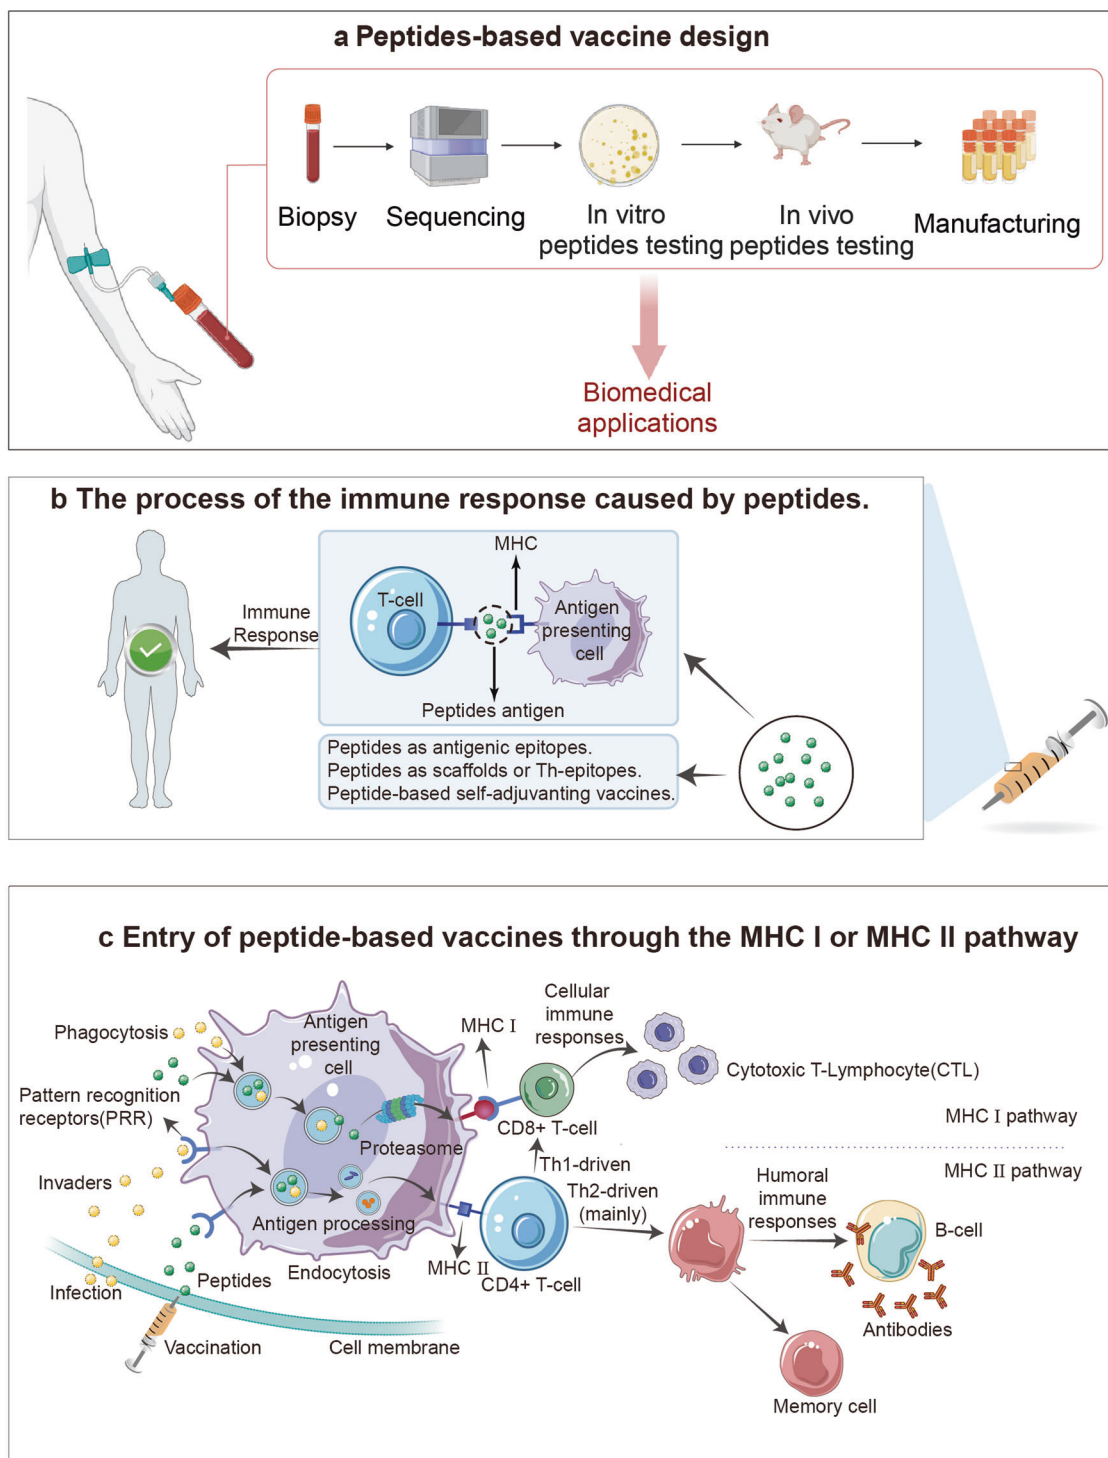 a Peptides-based vaccine design
Biopsy
Sequencing
In vitro
peptides testing
In vivo
peptides testing
Manufacturing
Biomedical
applications
b The process of the immune response caused by peptides.
MHC
T-cell
Antigen
presenting
cell
Immune
Response
Peptides antigen
Peptides as antigenic epitopes.
Peptides as scaffolds or Th-epitopes.
Peptide-based self-adjuvanting vaccines.
c Entry of peptide-based vaccines through the MHC I or MHC II pathway
Phagocytosis
Antigen
presenting
cell
MHC I
Cellular
immune
responses
Cytotoxic T-Lymphocyte(CTL)
Pattern recognition
receptors(PRR)
Proteasome
CD8+ T-cell
MHC I pathway
MHC II pathway
Invaders
Th1-driven
Th2-driven
(mainly)
Humoral
immune
responses
B-cell
Antigen processing
Endocytosis
MHC II
CD4+ T-cell
Infection
Peptides
Vaccination
Cell membrane
Antibodies
Memory cell